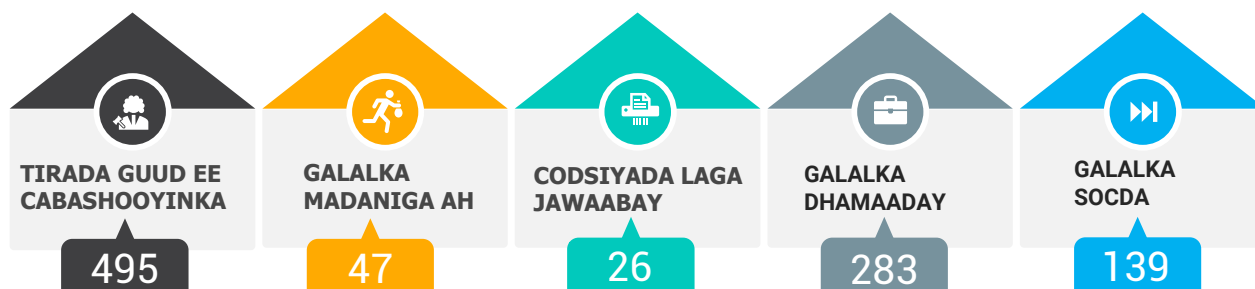 TIRADA GUUD EE
CABASHOOYINKA
495
GALALKA
MADANIGA AH
47
CODSIYADA LAGA
JAWAABAY
26
GALALKA
DHAMAADAY
283
GALALKA
SOCDA
139